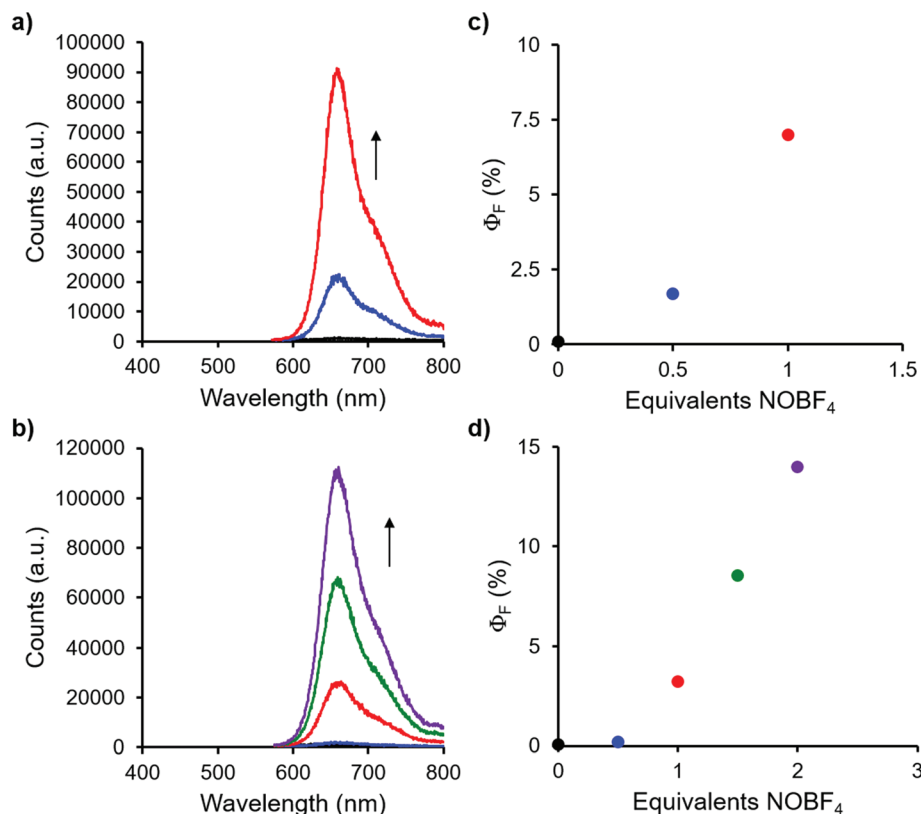 a)
100000
90000
80000
70000
60000
50000
40000
30000
20000
10000
0
Counts (a.u.)
400 500 600 700 800
Wavelength (nm)
c)
10
7.5
5
2.5
0
ΦF (%)
0 0.5 1 1.5
Equivalents NOBF4
b)
120000
100000
80000
60000
40000
20000
0
Counts (a.u.)
400 500 600 700 800
Wavelength (nm)
d)
15
10
5
0
ΦF (%)
0 1 2 3
Equivalents NOBF4